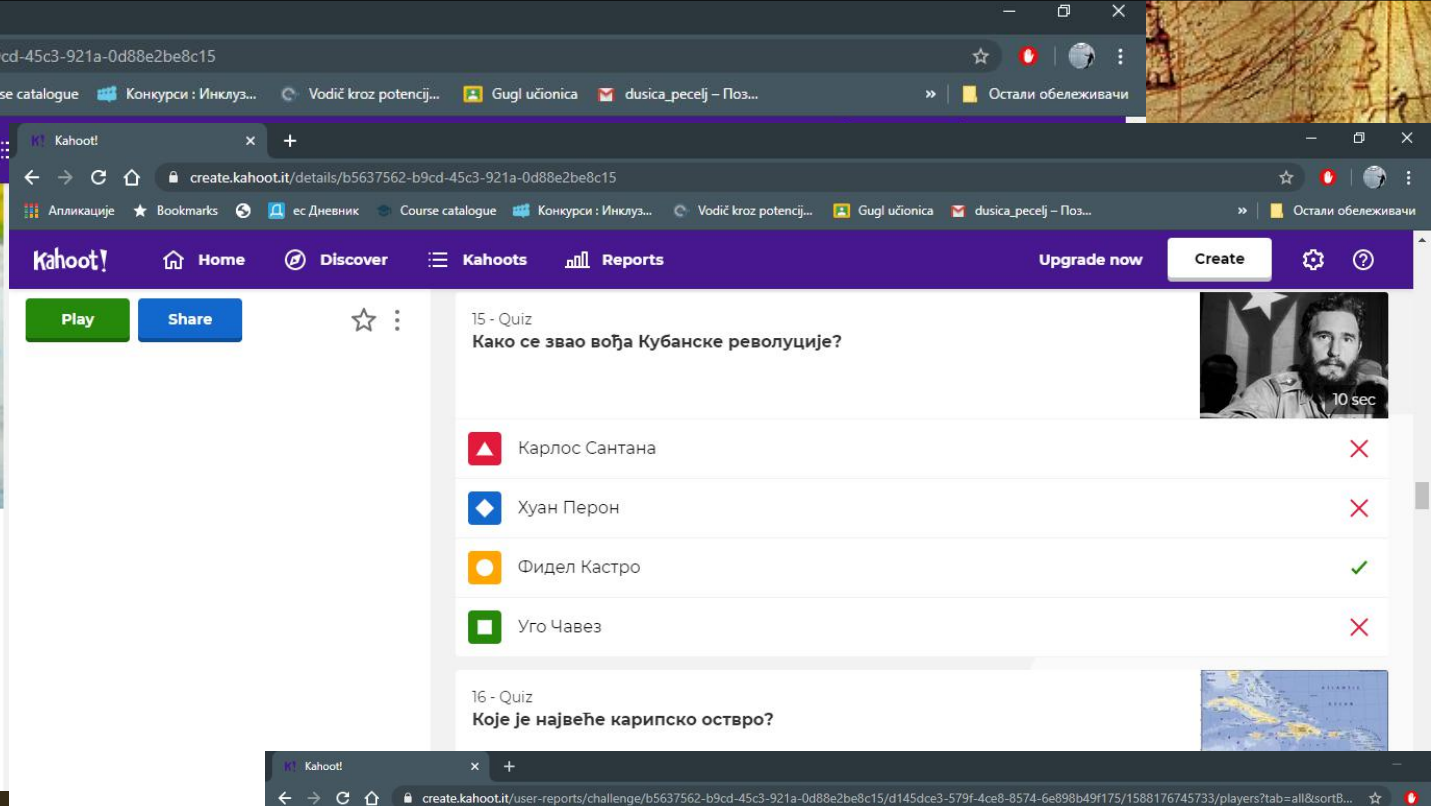 cd-45c3-921a-0d88e2be8c15
se catalogue Конкурси : Инклуз... Vodič kroz potencij... Gugl učionica dusica_pecelj – Поз... » Остали обележивачи
K! Kahoot!
create.kahoot.it/details/b5637562-b9cd-45c3-921a-0d88e2be8c15
Апликације Bookmarks Д ес Дневник Course catalogue Конкурси : Инклуз... Vodič kroz potencij... Gugl učionica dusica_pecelj – Поз... » Остали обележивачи
Kahoot! Home Discover Kahoots Reports Upgrade now Create
Play Share
15 - Quiz
Како се звао вођа Кубанске револуције?
10 sec
Карлос Сантана
Хуан Перон
Фидел Кастро
Уго Чавез
16 - Quiz
Које је највеће карипско острво?
K! Kahoot!
create.kahoot.it/user-reports/challenge/b5637562-b9cd-45c3-921a-0d88e2be8c15/d145dce3-579f-4ce8-8574-6e898b49f175/1588176745733/players?tab=all&sortB...